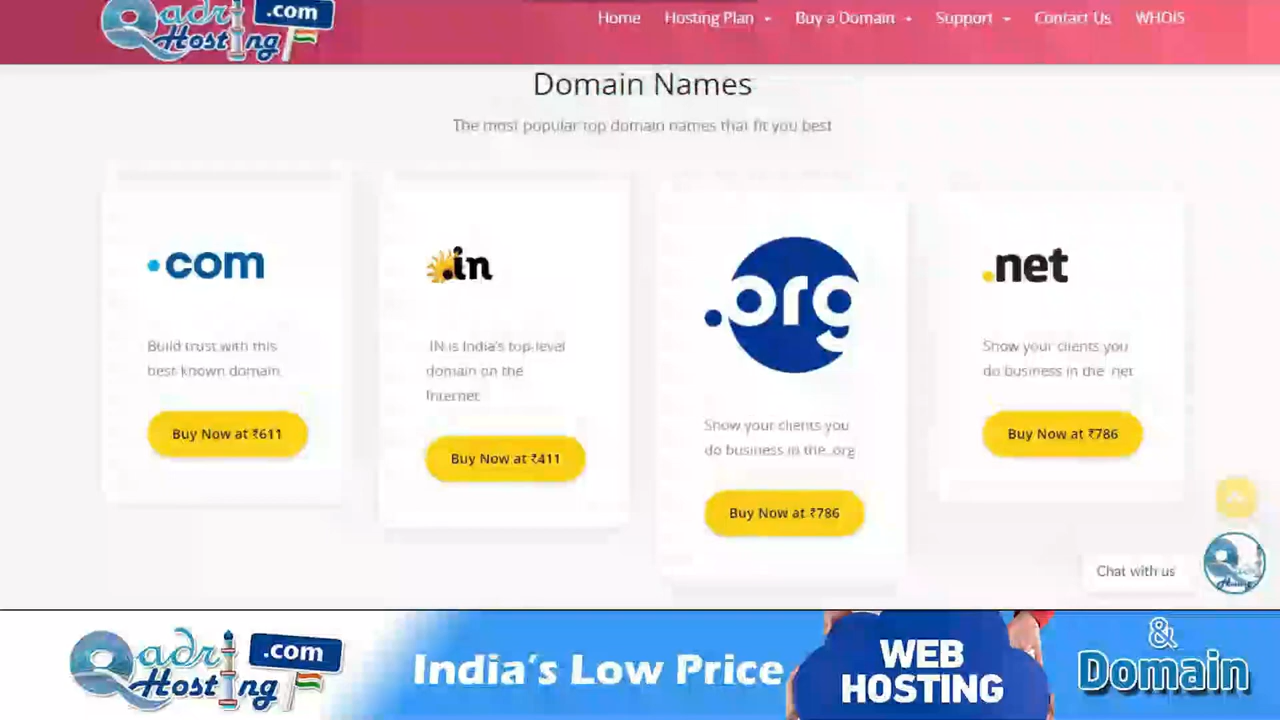 Qadri Hosting .com
Home Hosting Plan Buy a Domain Support Contact Us WHOIS
Domain Names
The most popular top domain names that fit you best
.com
Build trust with this
best-known domain
Buy Now at ₹611
.in
.IN is India's top-level
domain on the
Internet
Buy Now at ₹411
.org
Show your clients you
do business in the .org
Buy Now at ₹786
.net
Show your clients you
do business in the .net
Buy Now at ₹786
Chat with us
Qadri Hosting
Qadri Hosting .com
India's Low Price
WEB
HOSTING
&
Domain